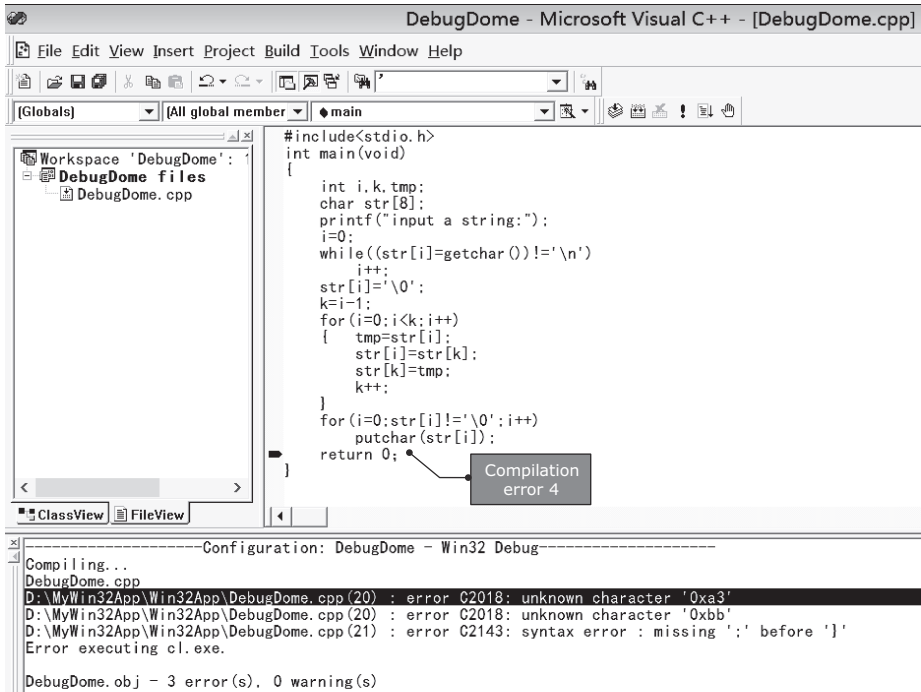 DebugDome - Microsoft Visual C++ - [DebugDome.cpp]
File Edit View Insert Project Build Tools Window Help
'
(Globals) (All global member main
Workspace 'DebugDome': 1
DebugDome files
DebugDome.cpp
ClassView FileView
#include<stdio.h>
int main(void)
{
int i,k,tmp;
char str[8];
printf("input a string:");
i=0;
while((str[i]=getchar())!='\n')
i++;
str[i]='\0';
k=i-1;
for(i=0;i<k;i++)
{ tmp=str[i];
str[i]=str[k];
str[k]=tmp;
k++;
}
for(i=0;str[i]!='\0';i++)
putchar(str[i]);
return 0；
}
Compilation
error 4
--------------------Configuration: DebugDome - Win32 Debug--------------------
Compiling...
DebugDome.cpp
D:\MyWin32App\Win32App\DebugDome.cpp(20) : error C2018: unknown character '0xa3'
D:\MyWin32App\Win32App\DebugDome.cpp(20) : error C2018: unknown character '0xbb'
D:\MyWin32App\Win32App\DebugDome.cpp(21) : error C2143: syntax error : missing ';' before '}'
Error executing cl.exe.
DebugDome.obj - 3 error(s), 0 warning(s)